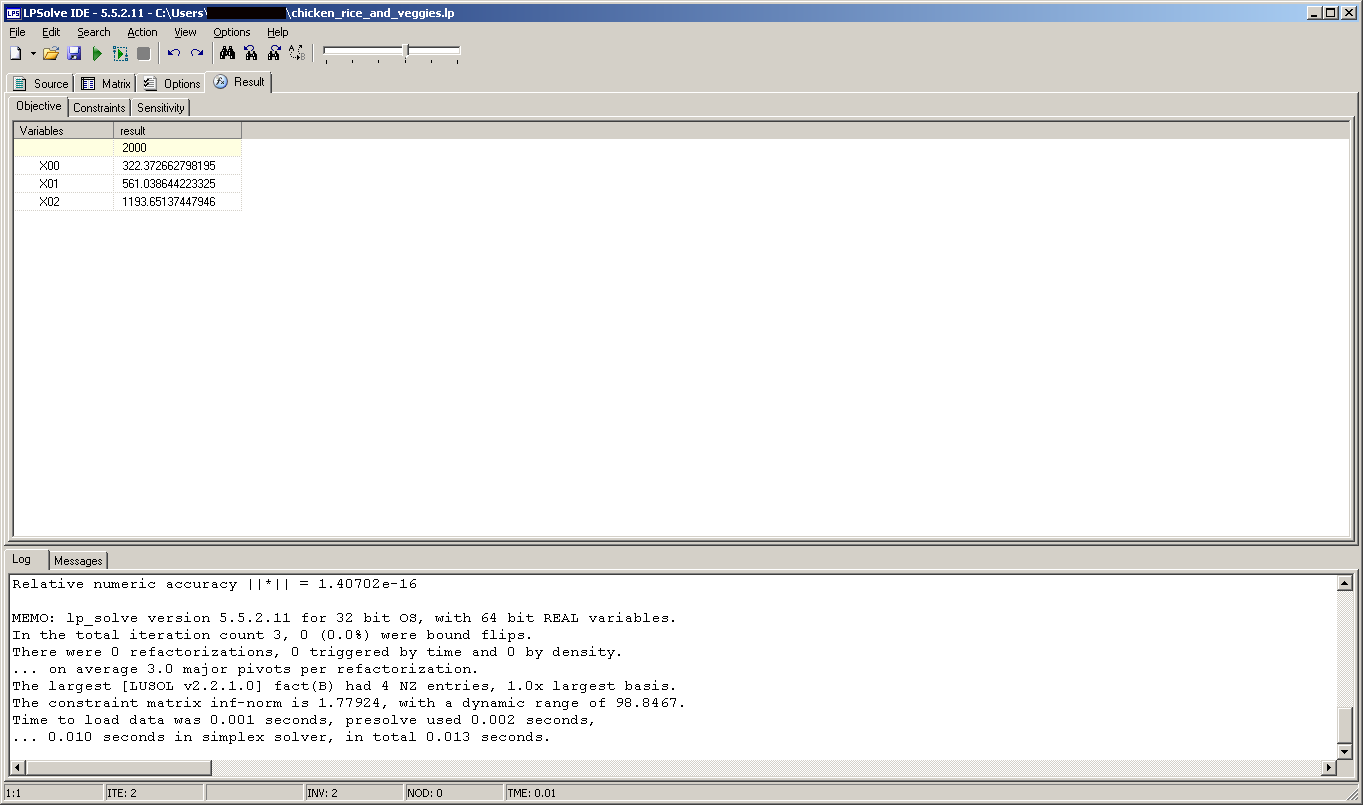 LPS LPSolve IDE - 5.5.2.11 - C:\Users\ \chicken_rice_and_veggies.lp
File Edit Search Action View Options Help
Source Matrix Options Result
Objective Constraints Sensitivity
Variables result
2000
X00 322.372662798195
X01 561.038644223325
X02 1193.65137447946
Log Messages
Relative numeric accuracy ||*|| = 1.40702e-16
MEMO: lp_solve version 5.5.2.11 for 32 bit OS, with 64 bit REAL variables.
In the total iteration count 3, 0 (0.0%) were bound flips.
There were 0 refactorizations, 0 triggered by time and 0 by density.
... on average 3.0 major pivots per refactorization.
The largest [LUSOL v2.2.1.0] fact(B) had 4 NZ entries, 1.0x largest basis.
The constraint matrix inf-norm is 1.77924, with a dynamic range of 98.8467.
Time to load data was 0.001 seconds, presolve used 0.002 seconds,
... 0.010 seconds in simplex solver, in total 0.013 seconds.
1:1 ITE: 2 INV: 2 NOD: 0 TME: 0.01